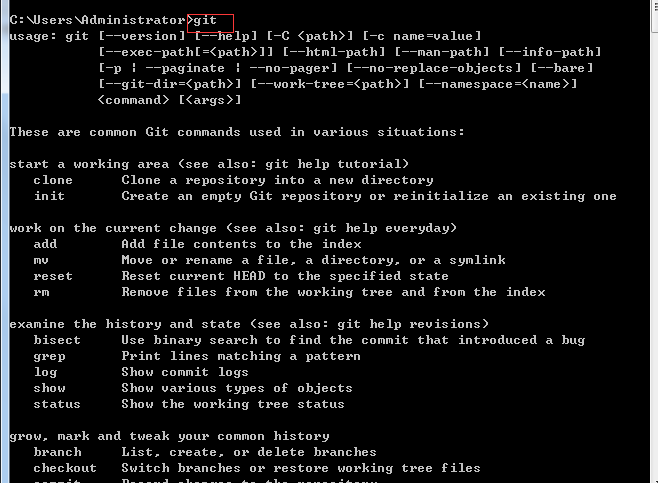 C:\Users\Administrator>git
usage: git [--version] [--help] [-C <path>] [-c name=value]
           [--exec-path[=<path>]] [--html-path] [--man-path] [--info-path]
           [-p ¦ --paginate ¦ --no-pager] [--no-replace-objects] [--bare]
           [--git-dir=<path>] [--work-tree=<path>] [--namespace=<name>]
           <command> [<args>]
These are common Git commands used in various situations:
start a working area (see also: git help tutorial)
   clone      Clone a repository into a new directory
   init       Create an empty Git repository or reinitialize an existing one
work on the current change (see also: git help everyday)
   add        Add file contents to the index
   mv         Move or rename a file, a directory, or a symlink
   reset      Reset current HEAD to the specified state
   rm         Remove files from the working tree and from the index
examine the history and state (see also: git help revisions)
   bisect     Use binary search to find the commit that introduced a bug
   grep       Print lines matching a pattern
   log        Show commit logs
   show       Show various types of objects
   status     Show the working tree status
grow, mark and tweak your common history
   branch     List, create, or delete branches
   checkout   Switch branches or restore working tree files
   commit     Record changes to the repository